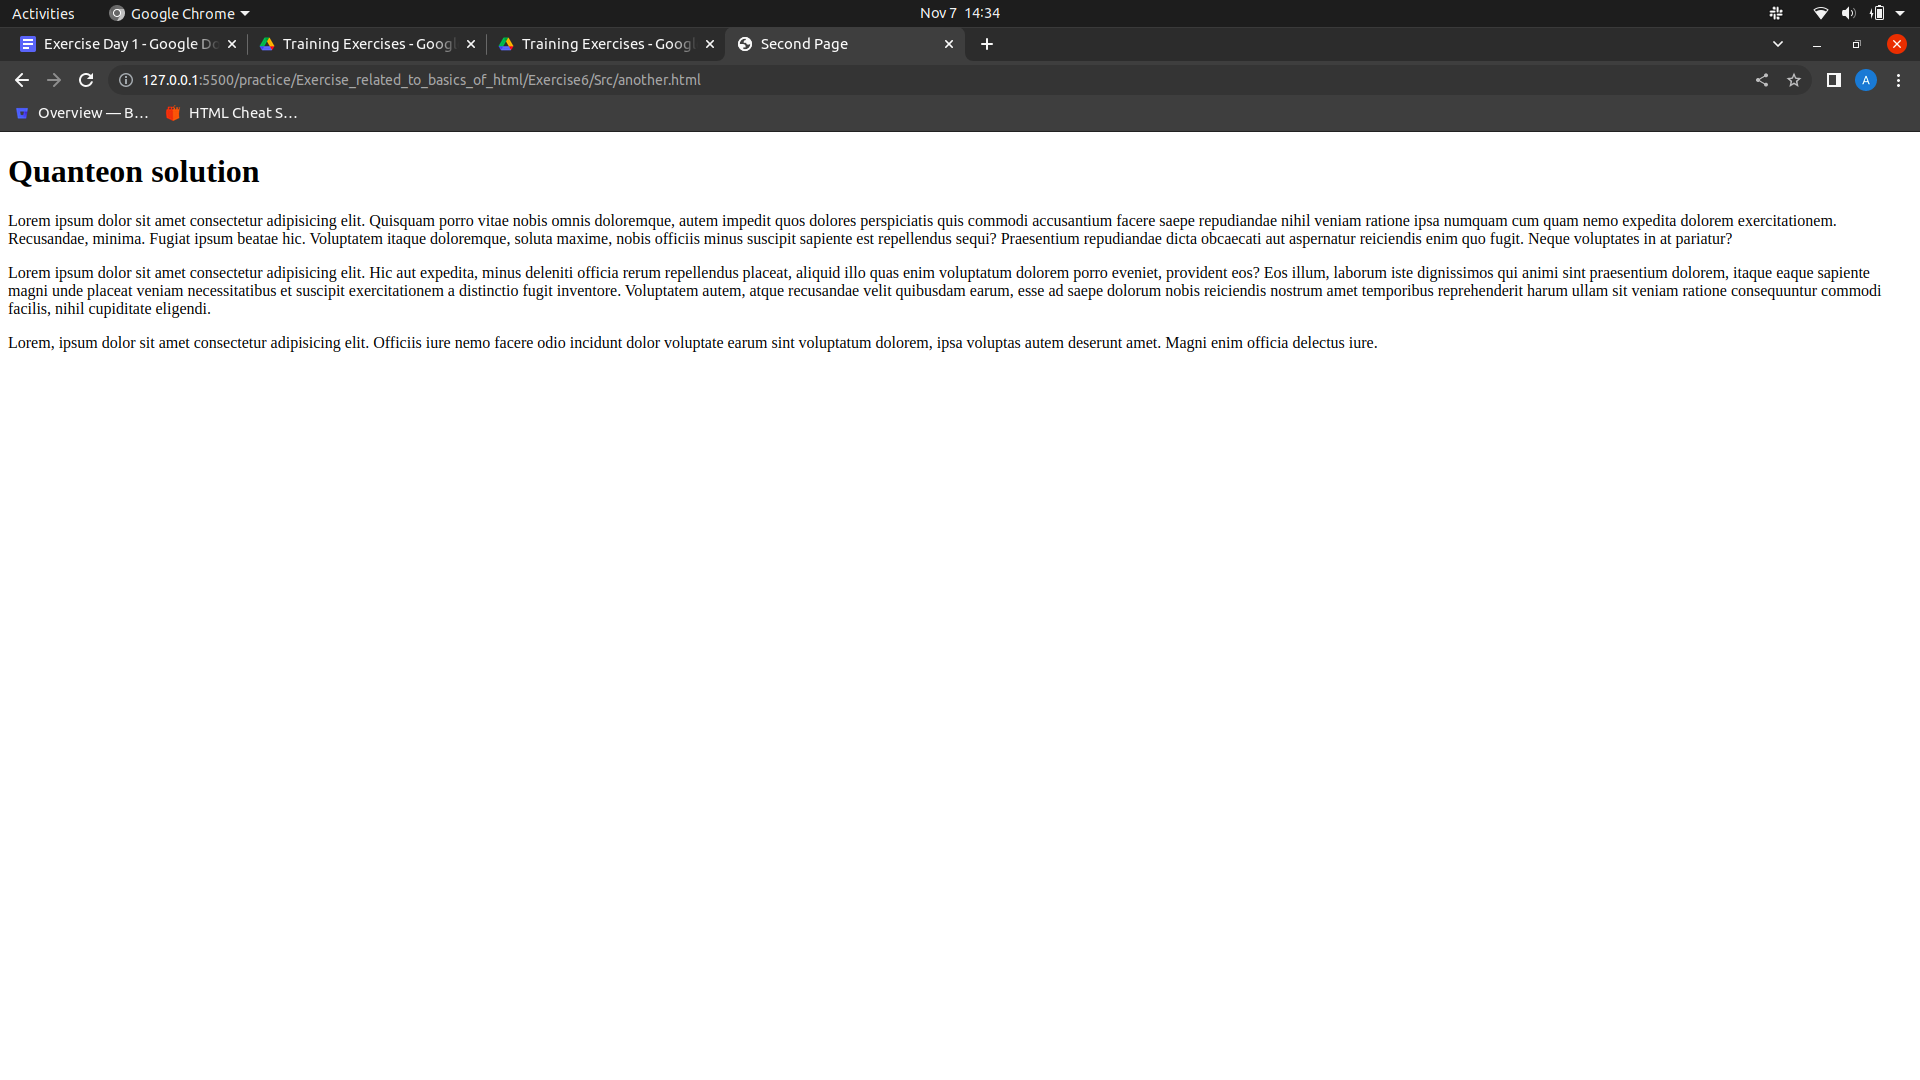 Activities Google Chrome Nov 7 14:34
Exercise Day 1 - Google Do Training Exercises - Googl Training Exercises - Googl Second Page
127.0.0.1:5500/practice/Exercise_related_to_basics_of_html/Exercise6/Src/another.html A
Overview — B... HTML Cheat S...
Quanteon solution
Lorem ipsum dolor sit amet consectetur adipisicing elit. Quisquam porro vitae nobis omnis doloremque, autem impedit quos dolores perspiciatis quis commodi accusantium facere saepe repudiandae nihil veniam ratione ipsa numquam cum quam nemo expedita dolorem exercitationem.
Recusandae, minima. Fugiat ipsum beatae hic. Voluptatem itaque doloremque, soluta maxime, nobis officiis minus suscipit sapiente est repellendus sequi? Praesentium repudiandae dicta obcaecati aut aspernatur reiciendis enim quo fugit. Neque voluptates in at pariatur?
Lorem ipsum dolor sit amet consectetur adipisicing elit. Hic aut expedita, minus deleniti officia rerum repellendus placeat, aliquid illo quas enim voluptatum dolorem porro eveniet, provident eos? Eos illum, laborum iste dignissimos qui animi sint praesentium dolorem, itaque eaque sapiente
magni unde placeat veniam necessitatibus et suscipit exercitationem a distinctio fugit inventore. Voluptatem autem, atque recusandae velit quibusdam earum, esse ad saepe dolorum nobis reiciendis nostrum amet temporibus reprehenderit harum ullam sit veniam ratione consequuntur commodi
facilis, nihil cupiditate eligendi.
Lorem, ipsum dolor sit amet consectetur adipisicing elit. Officiis iure nemo facere odio incidunt dolor voluptate earum sint voluptatum dolorem, ipsa voluptas autem deserunt amet. Magni enim officia delectus iure.